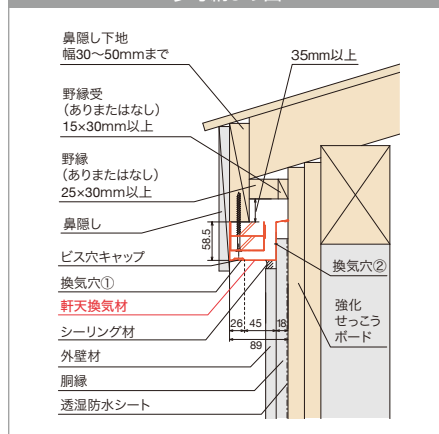 鼻隠し下地
幅30〜50mmまで
35mm以上
野縁受
(ありまたはなし)
15×30mm以上
野縁
(ありまたはなし)
25×30mm以上
鼻隠し
58.5
ビス穴キャップ
換気穴②
換気穴①
軒天換気材
強化
せっこう
ボード
26
45
18
シーリング材
89
外壁材
胴縁
透湿防水シート